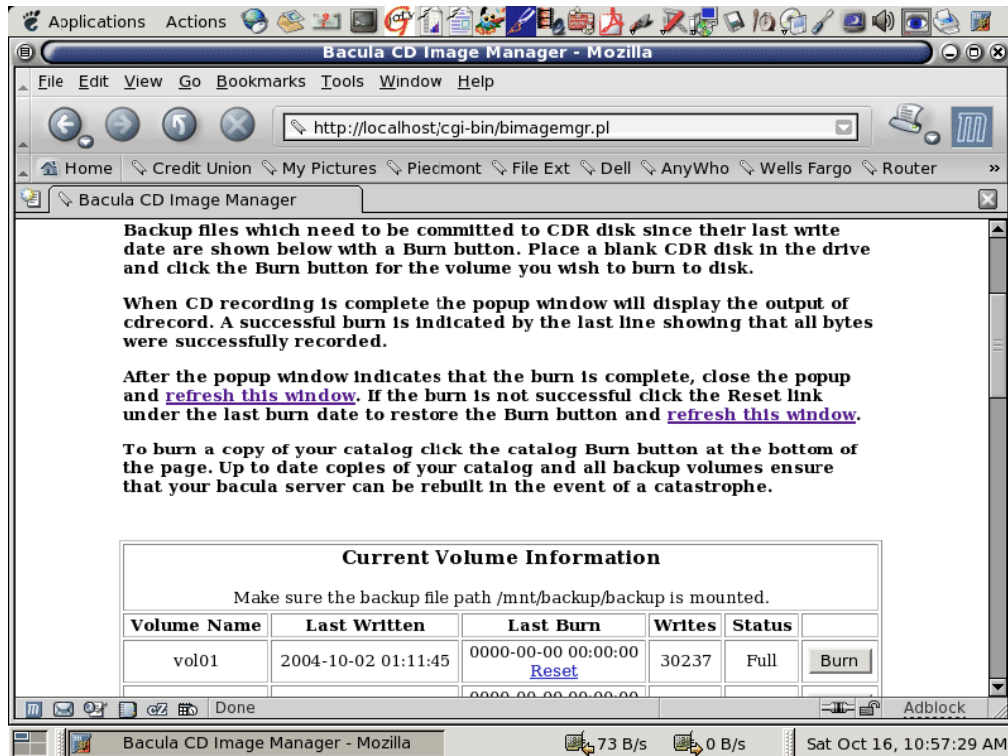 Applications Actions
Bacula CD Image Manager - Mozilla
File Edit View Go Bookmarks Tools Window Help
http://localhost/cgi-bin/bimagemgr.pl
Home Credit Union My Pictures Piedmont File Ext Dell AnyWho Wells Fargo Router »
Bacula CD Image Manager
Backup files which need to be committed to CDR disk since their last write
date are shown below with a Burn button. Place a blank CDR disk in the drive
and click the Burn button for the volume you wish to burn to disk.
When CD recording is complete the popup window will display the output of
cdrecord. A successful burn is indicated by the last line showing that all bytes
were successfully recorded.
After the popup window indicates that the burn is complete, close the popup
and refresh this window. If the burn is not successful click the Reset link
under the last burn date to restore the Burn button and refresh this window.
To burn a copy of your catalog click the catalog Burn button at the bottom of
the page. Up to date copies of your catalog and all backup volumes ensure
that your bacula server can be rebuilt in the event of a catastrophe.
Current Volume Information
Make sure the backup file path /mnt/backup/backup is mounted.
Volume Name Last Written Last Burn Writes Status
vol01 2004-10-02 01:11:45 0000-00-00 00:00:00 30237 Full Burn
Reset
0000-00-00 00:00:00
Done Adblock
Bacula CD Image Manager - Mozilla 73 B/s 0 B/s Sat Oct 16, 10:57:29 AM